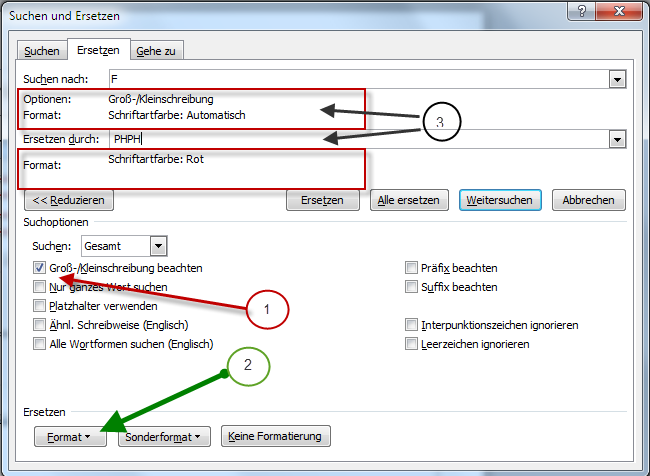 Suchen und Ersetzen
?
Suchen Ersetzen Gehe zu
Suchen nach: F
Optionen: Groß-/Kleinschreibung
Format: Schriftartfarbe: Automatisch
3
Ersetzen durch: PHPH
Format: Schriftartfarbe: Rot
<< Reduzieren Ersetzen Alle ersetzen Weitersuchen Abbrechen
Suchoptionen
Suchen: Gesamt
Groß-/Kleinschreibung beachten Präfix beachten
Nur ganzes Wort suchen Suffix beachten
Platzhalter verwenden
1
Ähnl. Schreibweise (Englisch) Interpunktionszeichen ignorieren
Alle Wortformen suchen (Englisch) Leerzeichen ignorieren
2
Ersetzen
Format Sonderformat Keine Formatierung